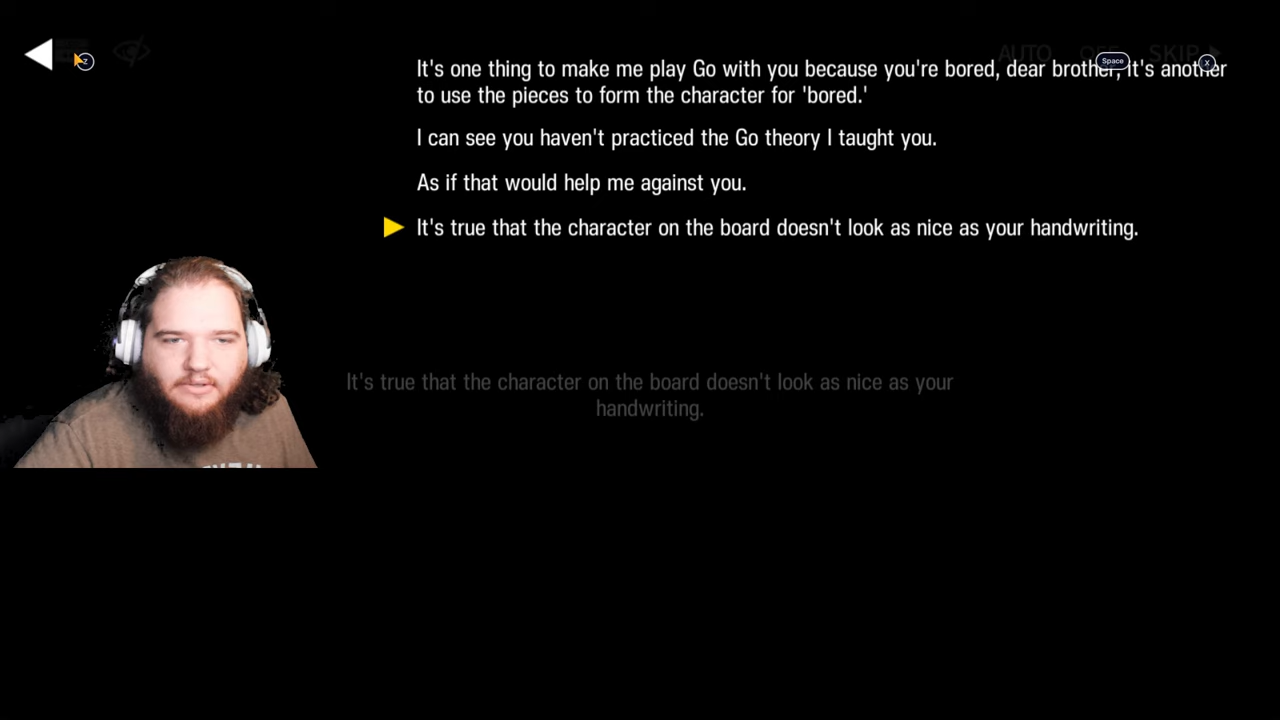 AUTO OFF SKIP
Z
Space
X
It's one thing to make me play Go with you because you're bored, dear brother, it's another
to use the pieces to form the character for 'bored.'
I can see you haven't practiced the Go theory I taught you.
As if that would help me against you.
It's true that the character on the board doesn't look as nice as your handwriting.
It's true that the character on the board doesn't look as nice as your
handwriting.